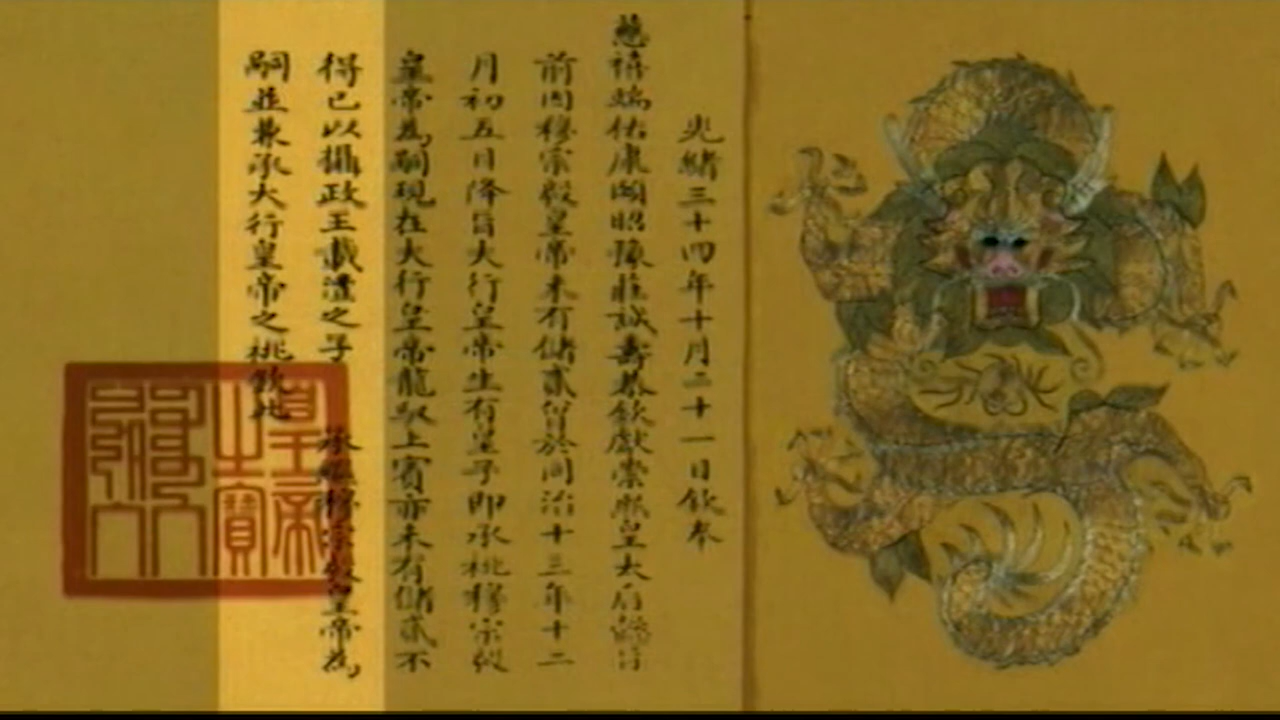 光緒三十四年十月二十一日欽奉
慈禧端佑康頤昭豫莊誠壽恭欽獻崇熙皇太后懿旨
前因穆宗毅皇帝未有儲貳曾於同治十三年十二
月初五日降旨大行皇帝生有皇子即承祧穆宗毅
皇帝為嗣現在大行皇帝龍馭上賓亦未有儲貳不
得已以攝政王載灃之子 承繼穆宗毅皇帝為
嗣並兼承大行皇帝之祧欽此
皇帝之寶